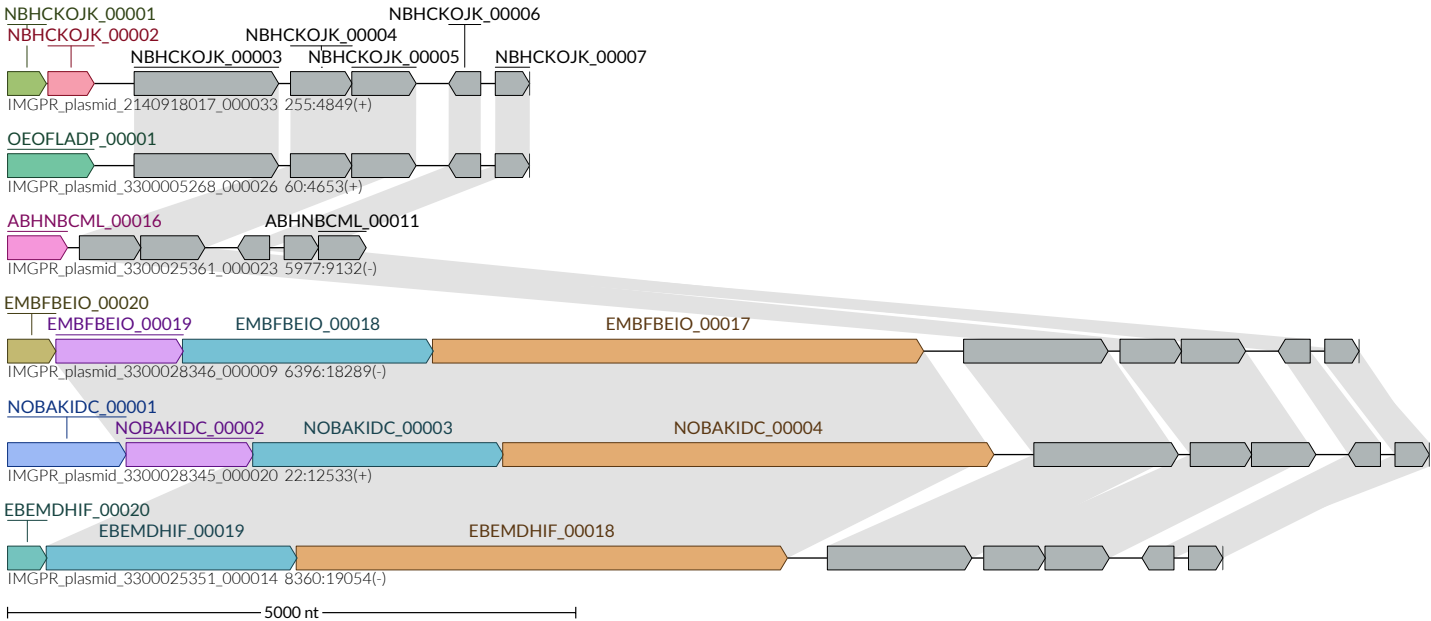 NBHCKOJK_00001
NBHCKOJK_00006
NBHCKOJK_00002
NBHCKOJK_00004
NBHCKOJK_00003
NBHCKOJK_00005
NBHCKOJK_00007
IMGPR_plasmid_2140918017_000033 255:4849(+)
OEOFLADP_00001
IMGPR_plasmid_3300005268_000026 60:4653(+)
ABHNBCML_00016
ABHNBCML_00011
IMGPR_plasmid_3300025361_000023 5977:9132(-)
EMBFBEIO_00020
EMBFBEIO_00019
EMBFBEIO_00018
EMBFBEIO_00017
IMGPR_plasmid_3300028346_000009 6396:18289(-)
NOBAKIDC_00001
NOBAKIDC_00002
NOBAKIDC_00003
NOBAKIDC_00004
IMGPR_plasmid_3300028345_000020 22:12533(+)
EBEMDHIF_00020
EBEMDHIF_00019
EBEMDHIF_00018
IMGPR_plasmid_3300025351_000014 8360:19054(-)
5000 nt